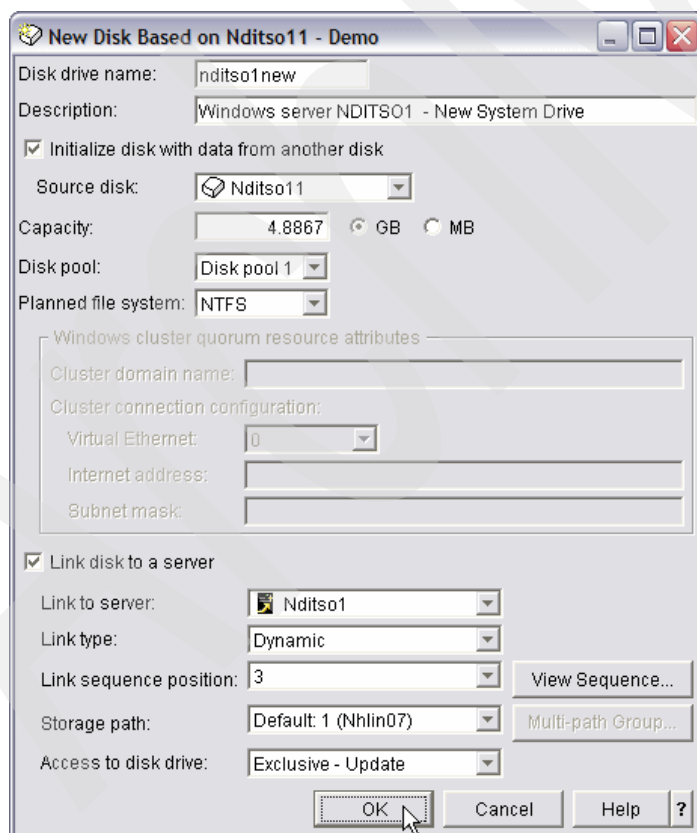 New Disk Based on Nditso11 - Demo
Disk drive name: nditso1new
Description: Windows server NDITSO1 - New System Drive
Initialize disk with data from another disk
Source disk: Nditso11
Capacity: 4.8867 GB MB
Disk pool: Disk pool 1
Planned file system: NTFS
Windows cluster quorum resource attributes
Cluster domain name:
Cluster connection configuration:
Virtual Ethernet: 0
Internet address:
Subnet mask:
Link disk to a server
Link to server: Nditso1
Link type: Dynamic
Link sequence position: 3 View Sequence...
Storage path: Default: 1 (Nhlin07) Multi-path Group...
Access to disk drive: Exclusive - Update
OK Cancel Help ?